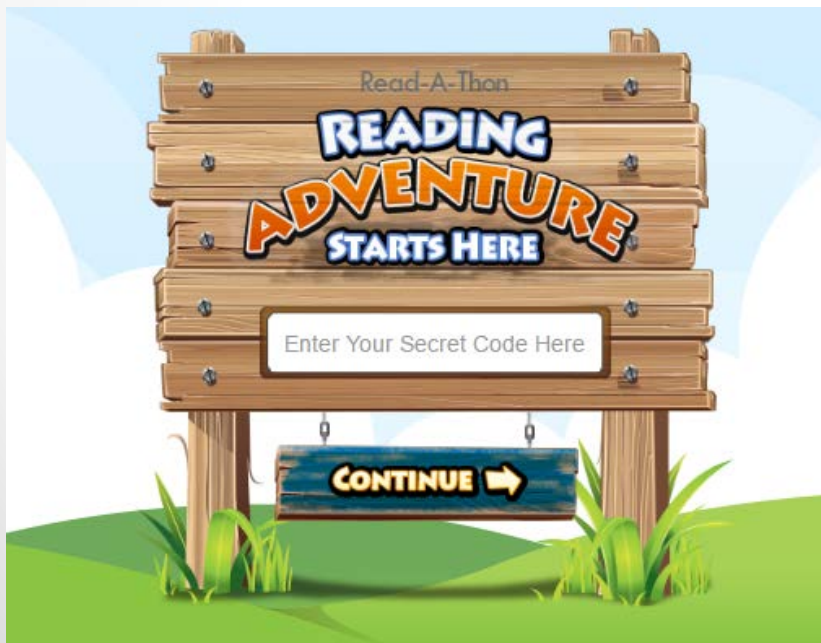 Read-A-Thon
READING
ADVENTURE
STARTS HERE
Enter Your Secret Code Here
CONTINUE